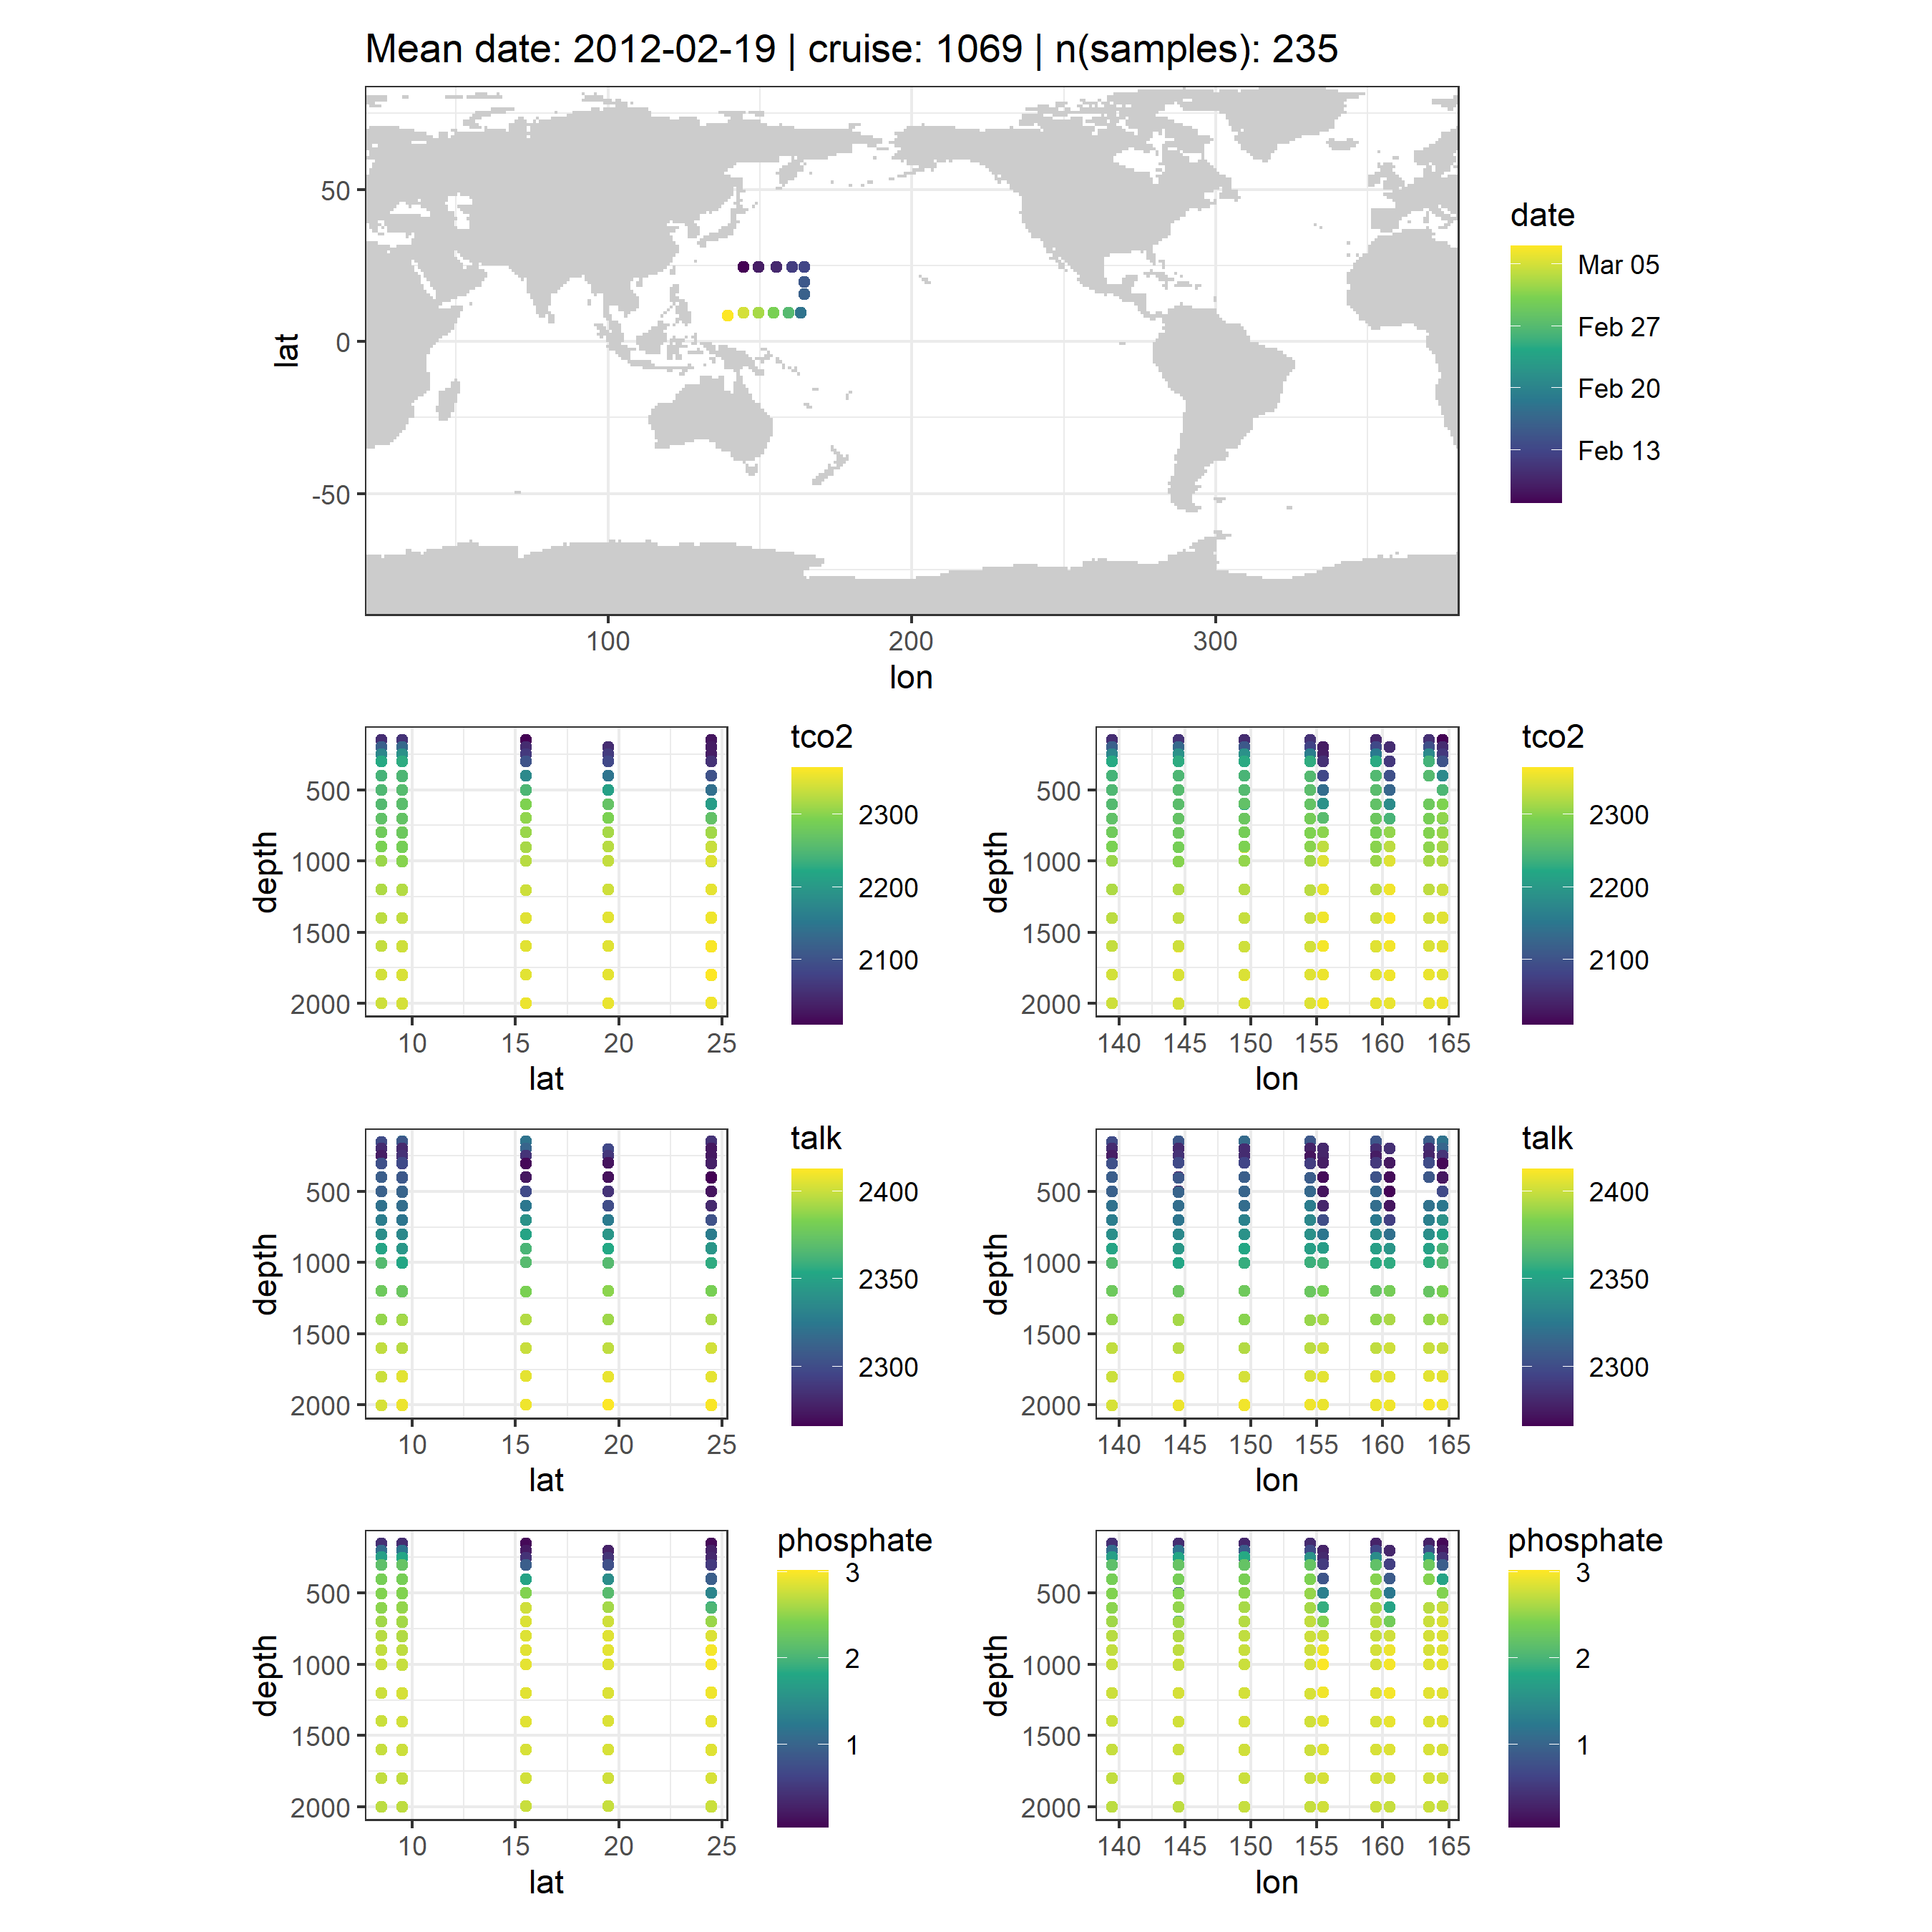 Mean date: 2012-02-19 | cruise: 1069 | n(samples): 235
lat
50
0
-50
100 200 300
lon
date
Mar 05
Feb 27
Feb 20
Feb 13
depth
500
1000
1500
2000
10 15 20 25
lat
tco2
2300
2200
2100
depth
500
1000
1500
2000
140 145 150 155 160 165
lon
tco2
2300
2200
2100
depth
500
1000
1500
2000
10 15 20 25
lat
talk
2400
2350
2300
depth
500
1000
1500
2000
140 145 150 155 160 165
lon
talk
2400
2350
2300
depth
500
1000
1500
2000
10 15 20 25
lat
phosphate
3
2
1
depth
500
1000
1500
2000
140 145 150 155 160 165
lon
phosphate
3
2
1